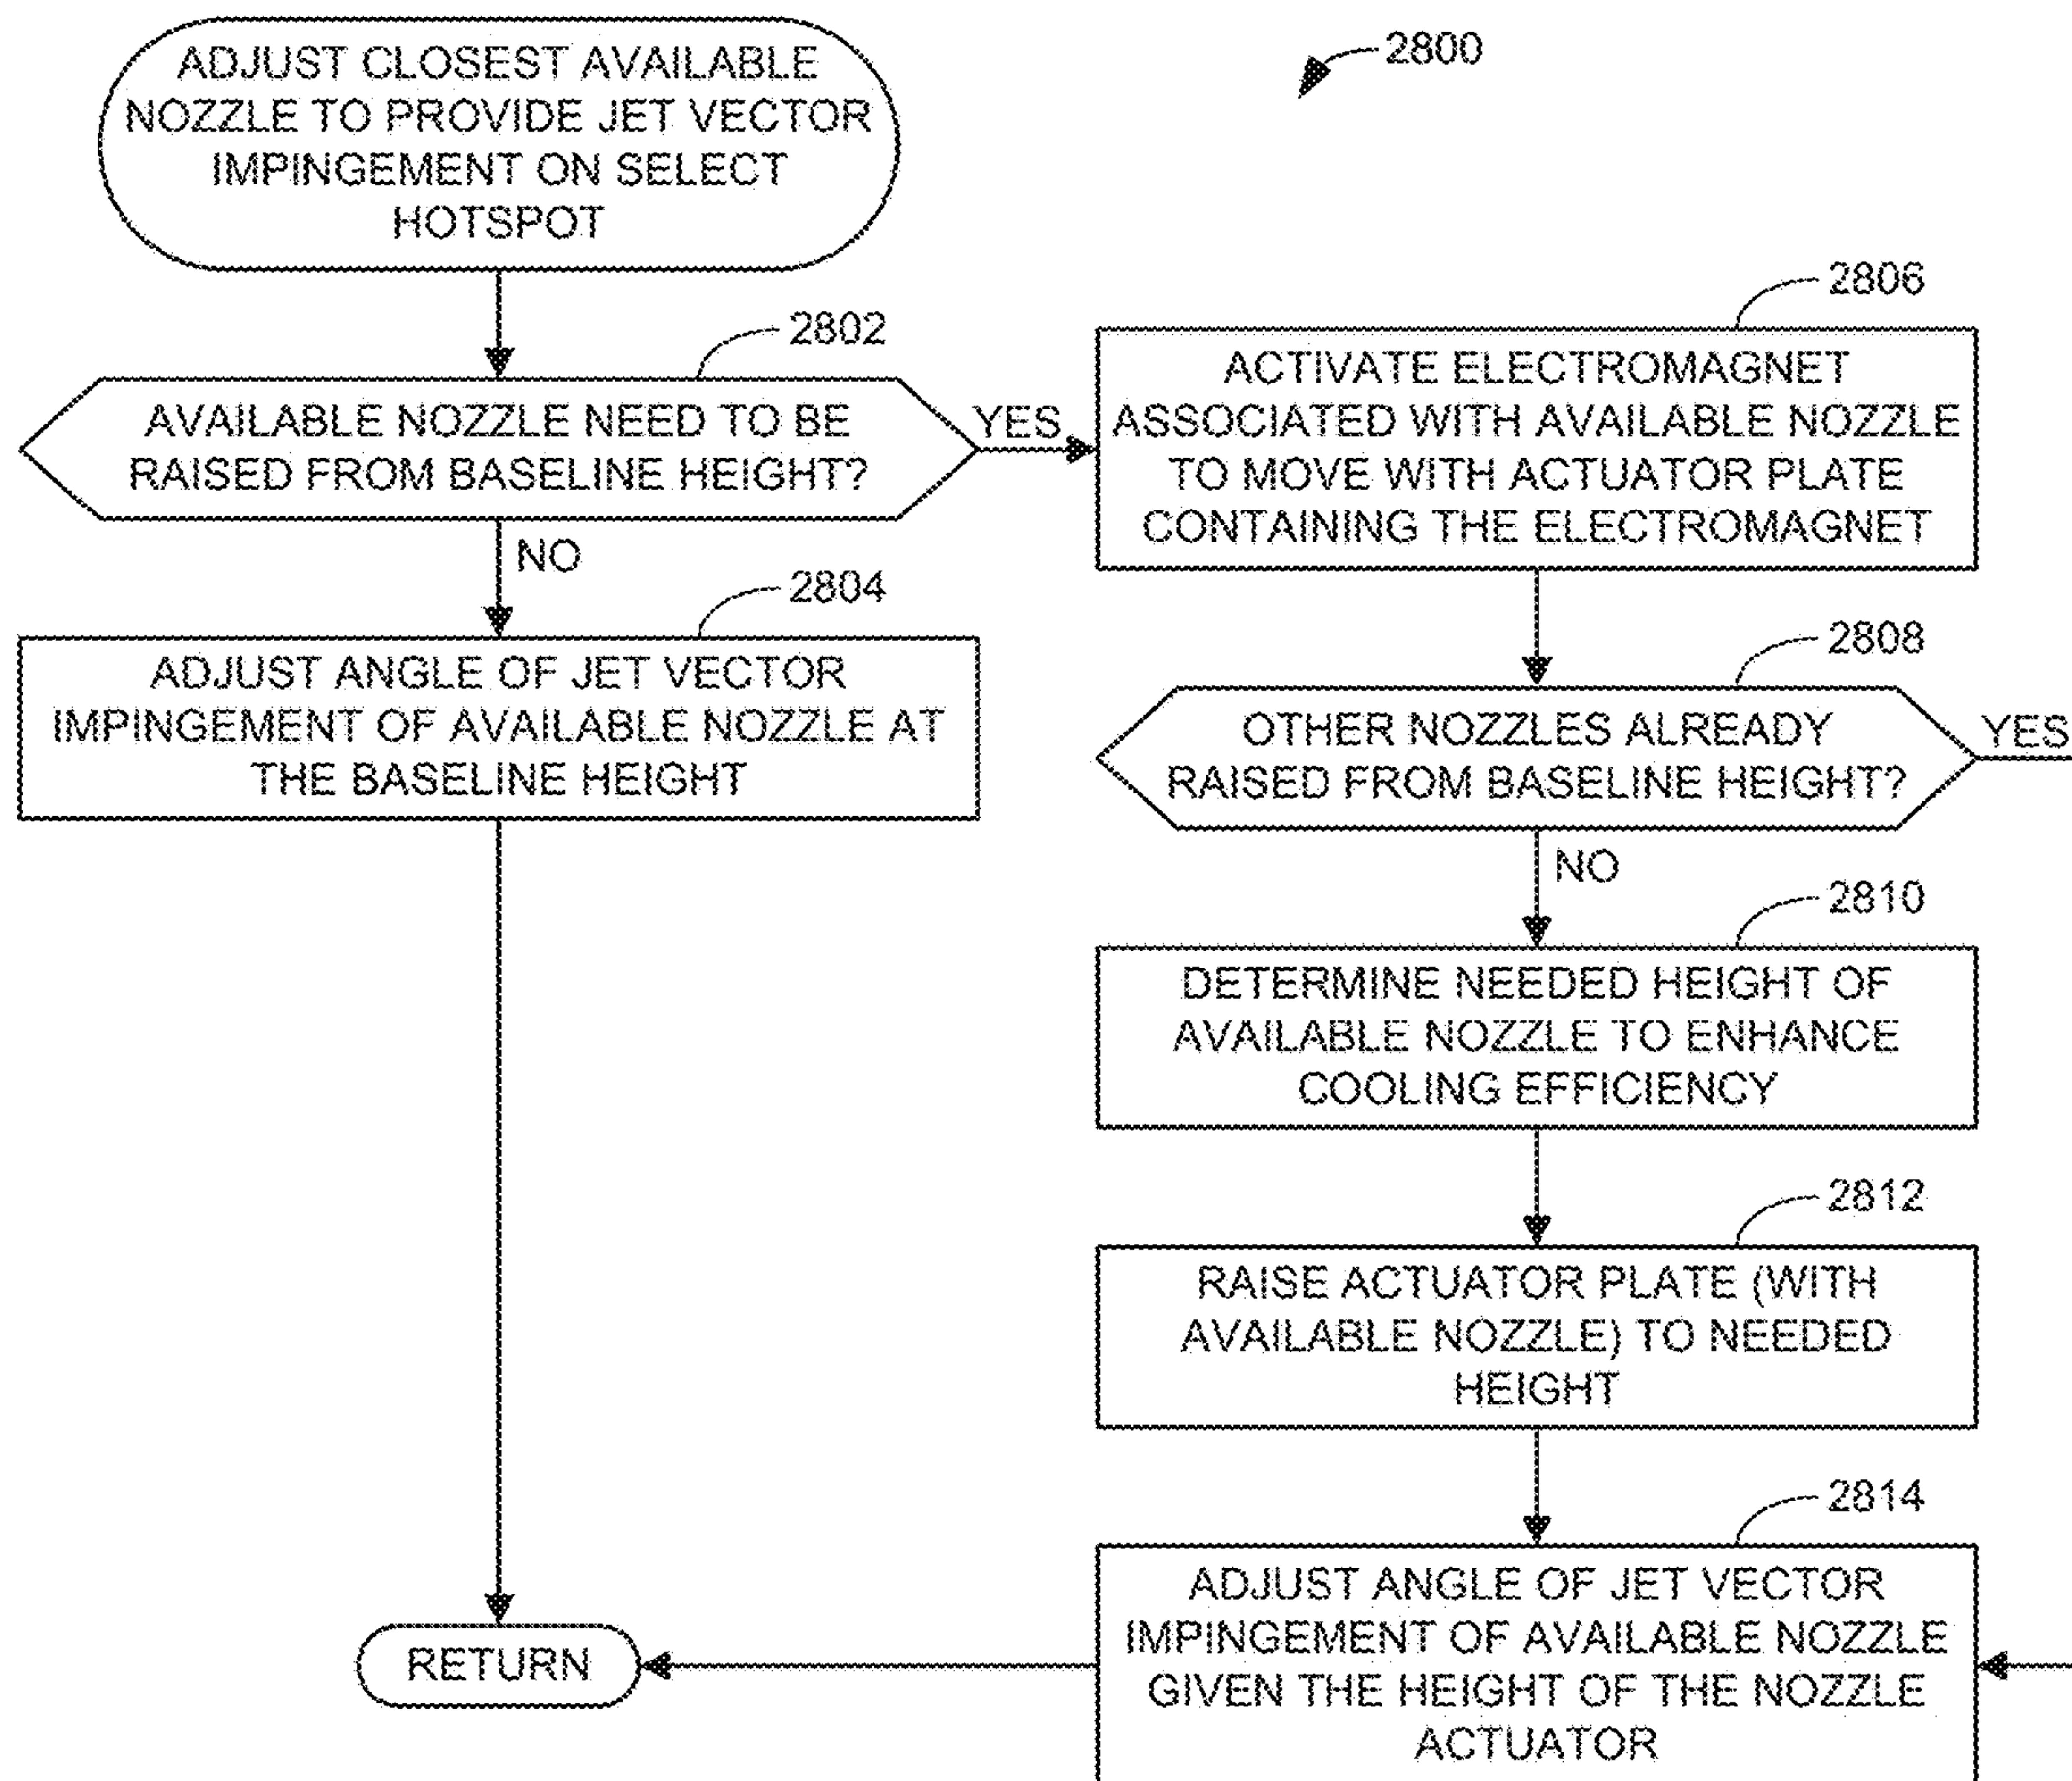 ADJUST CLOSEST AVAILABLE
NOZZLE TO PROVIDE JET VECTOR
IMPINGEMENT ON SELECT
HOTSPOT
2800
2802
AVAILABLE NOZZLE NEED TO BE
RAISED FROM BASELINE HEIGHT?
YES
NO
2804
ADJUST ANGLE OF JET VECTOR
IMPINGEMENT OF AVAILABLE NOZZLE AT
THE BASELINE HEIGHT
2806
ACTIVATE ELECTROMAGNET
ASSOCIATED WITH AVAILABLE NOZZLE
TO MOVE WITH ACTUATOR PLATE
CONTAINING THE ELECTROMAGNET
2808
OTHER NOZZLES ALREADY
RAISED FROM BASELINE HEIGHT?
YES
NO
2810
DETERMINE NEEDED HEIGHT OF
AVAILABLE NOZZLE TO ENHANCE
COOLING EFFICIENCY
2812
RAISE ACTUATOR PLATE (WITH
AVAILABLE NOZZLE) TO NEEDED
HEIGHT
2814
ADJUST ANGLE OF JET VECTOR
IMPINGEMENT OF AVAILABLE NOZZLE
GIVEN THE HEIGHT OF THE NOZZLE
ACTUATOR
RETURN